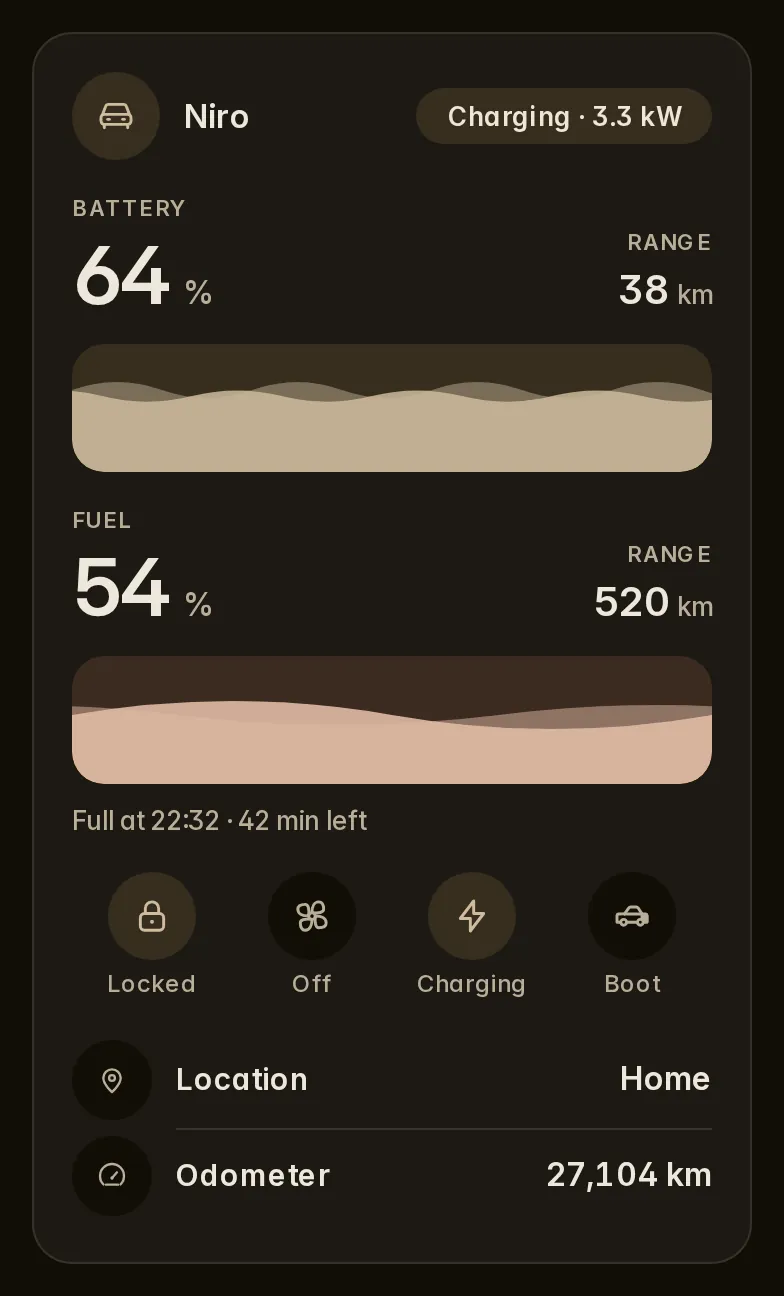 Niro
Charging · 3.3 kW
BATTERY
64 %
RANGE
38 km
FUEL
54 %
RANGE
520 km
Full at 22:32 · 42 min left
Locked
Off
Charging
Boot
Location
Home
Odometer
27,104 km